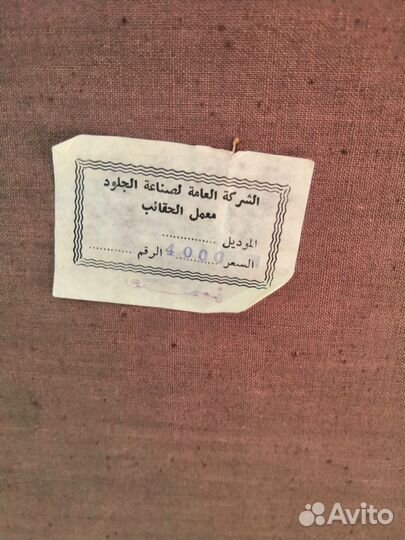 الشركة العامة لصناعة الجلود
معمل الحقائب
الموديل ..................
السعر ..4000.. الرقم ............
Avito